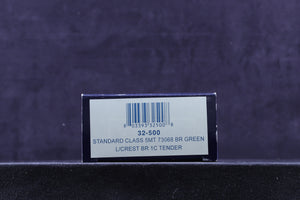 32-500
STANDARD CLASS 5MT 73068 BR GREEN
L/CREST BR 1C TENDER